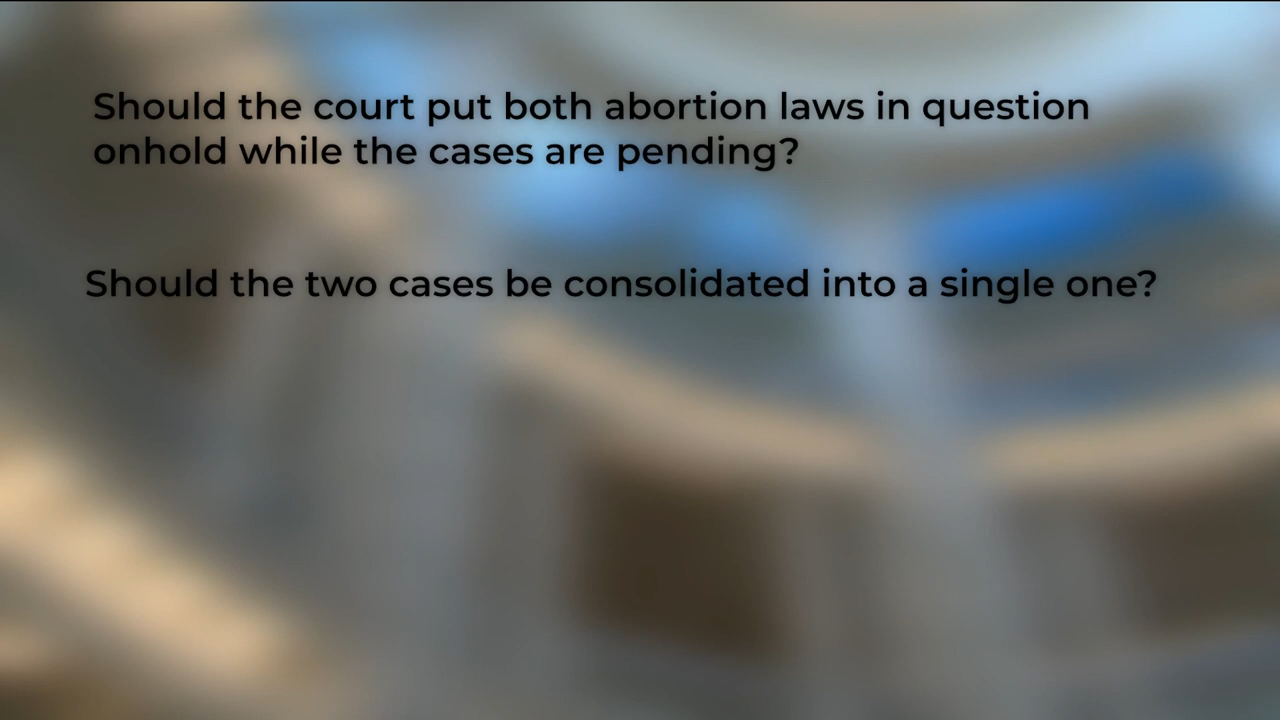 Should the court put both abortion laws in question
onhold while the cases are pending?
Should the two cases be consolidated into a single one?